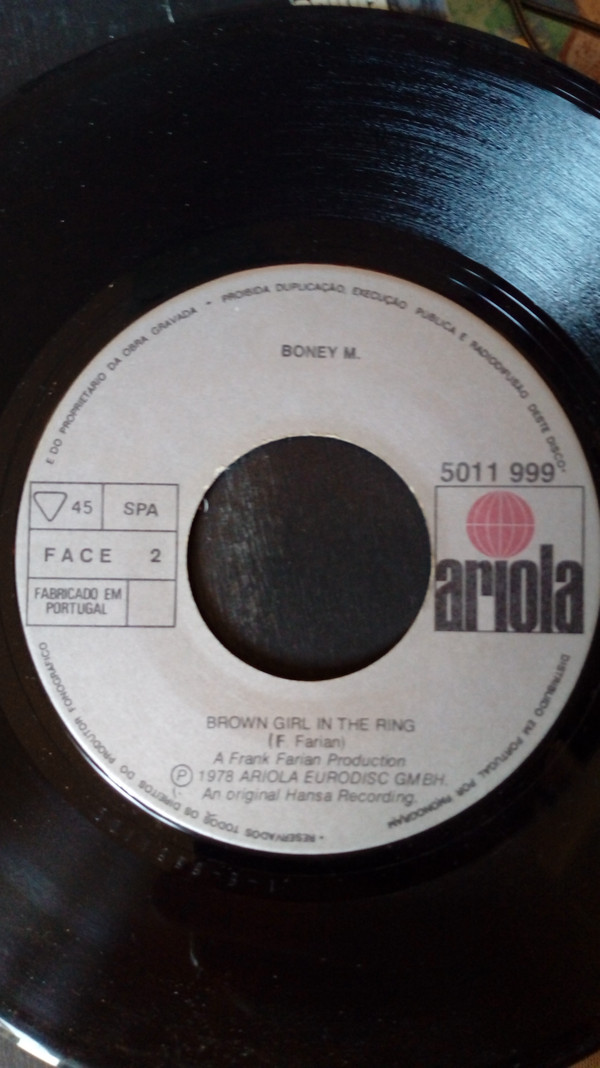 PROIBIDA DUPLICAÇÃO, EXECUÇÃO PÚBLICA E RADIODIFUSÃO DESTE DISCO•
BONEY M.
5011 999
45 SPA
FACE 2
FABRICADO EM
PORTUGAL
ariola
BROWN GIRL IN THE RING
(F. Farian)
A Frank Farian Production
Ⓟ 1978 ARIOLA EURODISC GMBH.
An original Hansa Recording.
DISTRIBUIDO EM PORTUGAL POR PHONOGRAM
• RESERVADOS TODOS OS DIREITOS DO PRODUTOR FONOGRÁFICO
E DO PROPRIETARIO DA OBRA GRAVADA •